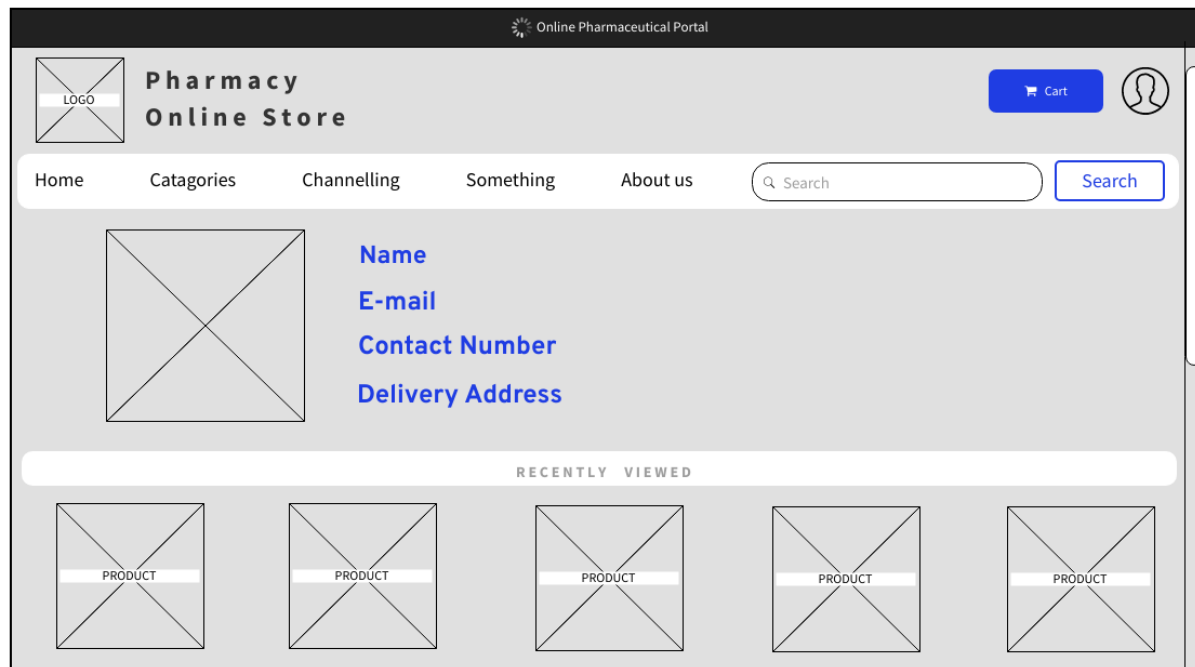 Online Pharmaceutical Portal
LOGO
Pharmacy
Online Store
Cart
Home Catagories Channelling Something About us Search Search
Name
E-mail
Contact Number
Delivery Address
RECENTLY VIEWED
PRODUCT PRODUCT PRODUCT PRODUCT PRODUCT